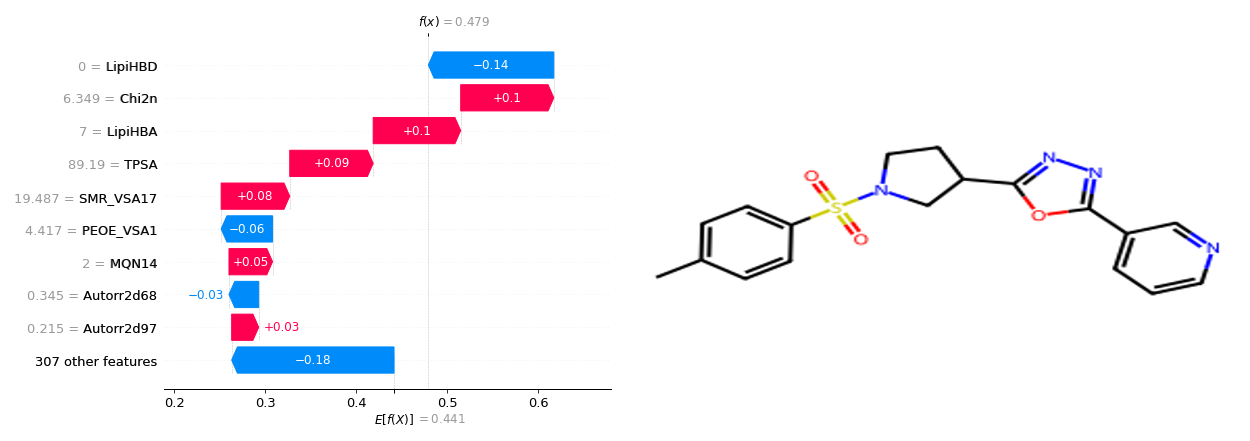 f(x) = 0.479
0 = LipiHBD
−0.14
6.349 = Chi2n
+0.1
7 = LipiHBA
+0.1
89.19 = TPSA
+0.09
19.487 = SMR_VSA17
+0.08
4.417 = PEOE_VSA1
−0.06
2 = MQN14
+0.05
0.345 = Autorr2d68
−0.03
0.215 = Autorr2d97
+0.03
307 other features
−0.18
0.2 0.3 0.4 0.5 0.6
E[f(X)] = 0.441
N
N
O
N
S
O
O
N